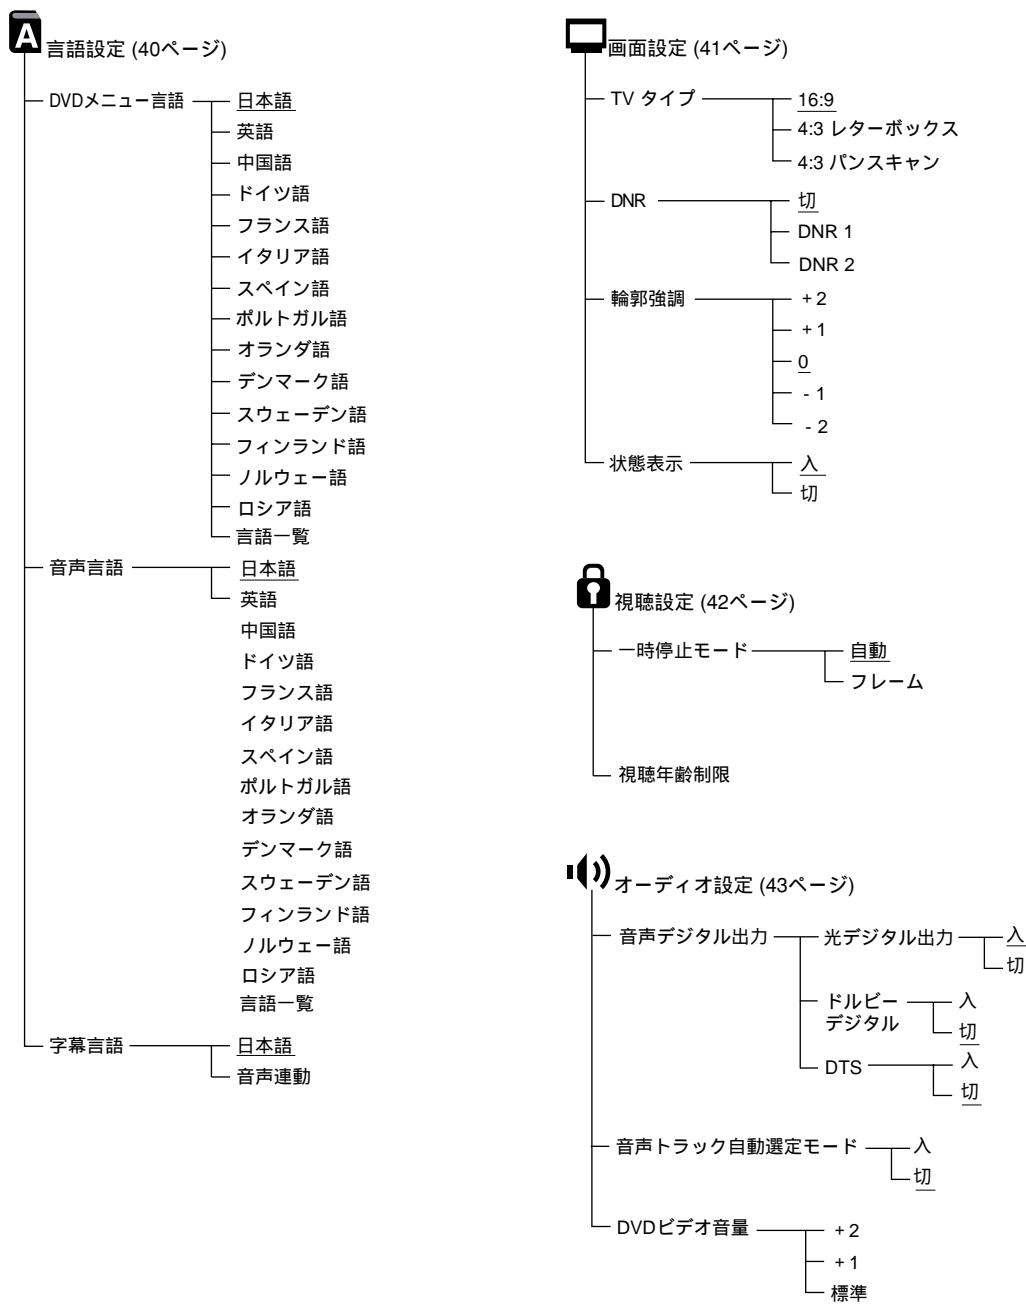 A
言語設定 (40ページ)
DVDメニュー言語
日本語
英語
中国語
ドイツ語
フランス語
イタリア語
スペイン語
ポルトガル語
オランダ語
デンマーク語
スウェーデン語
フィンランド語
ノルウェー語
ロシア語
言語一覧
音声言語
日本語
英語
中国語
ドイツ語
フランス語
イタリア語
スペイン語
ポルトガル語
オランダ語
デンマーク語
スウェーデン語
フィンランド語
ノルウェー語
ロシア語
言語一覧
字幕言語
日本語
音声連動
画面設定 (41ページ)
TV タイプ
16:9
4:3 レターボックス
4:3 パンスキャン
DNR
切
DNR 1
DNR 2
輪郭強調
+ 2
+ 1
0
- 1
- 2
状態表示
入
切
視聴設定 (42ページ)
一時停止モード
自動
フレーム
視聴年齢制限
オーディオ設定 (43ページ)
音声デジタル出力
光デジタル出力
入
切
ドルビー
デジタル
入
切
DTS
入
切
音声トラック自動選定モード
入
切
DVDビデオ音量
+ 2
+ 1
標準